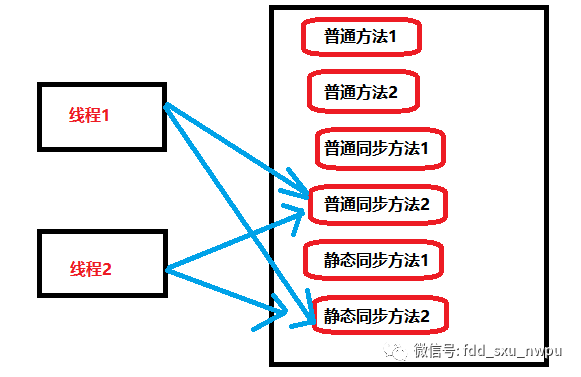 普通方法1
普通方法2
线程1
普通同步方法1
普通同步方法2
线程2
静态同步方法1
静态同步方法2
微信号: fdd_sxu_nwpu